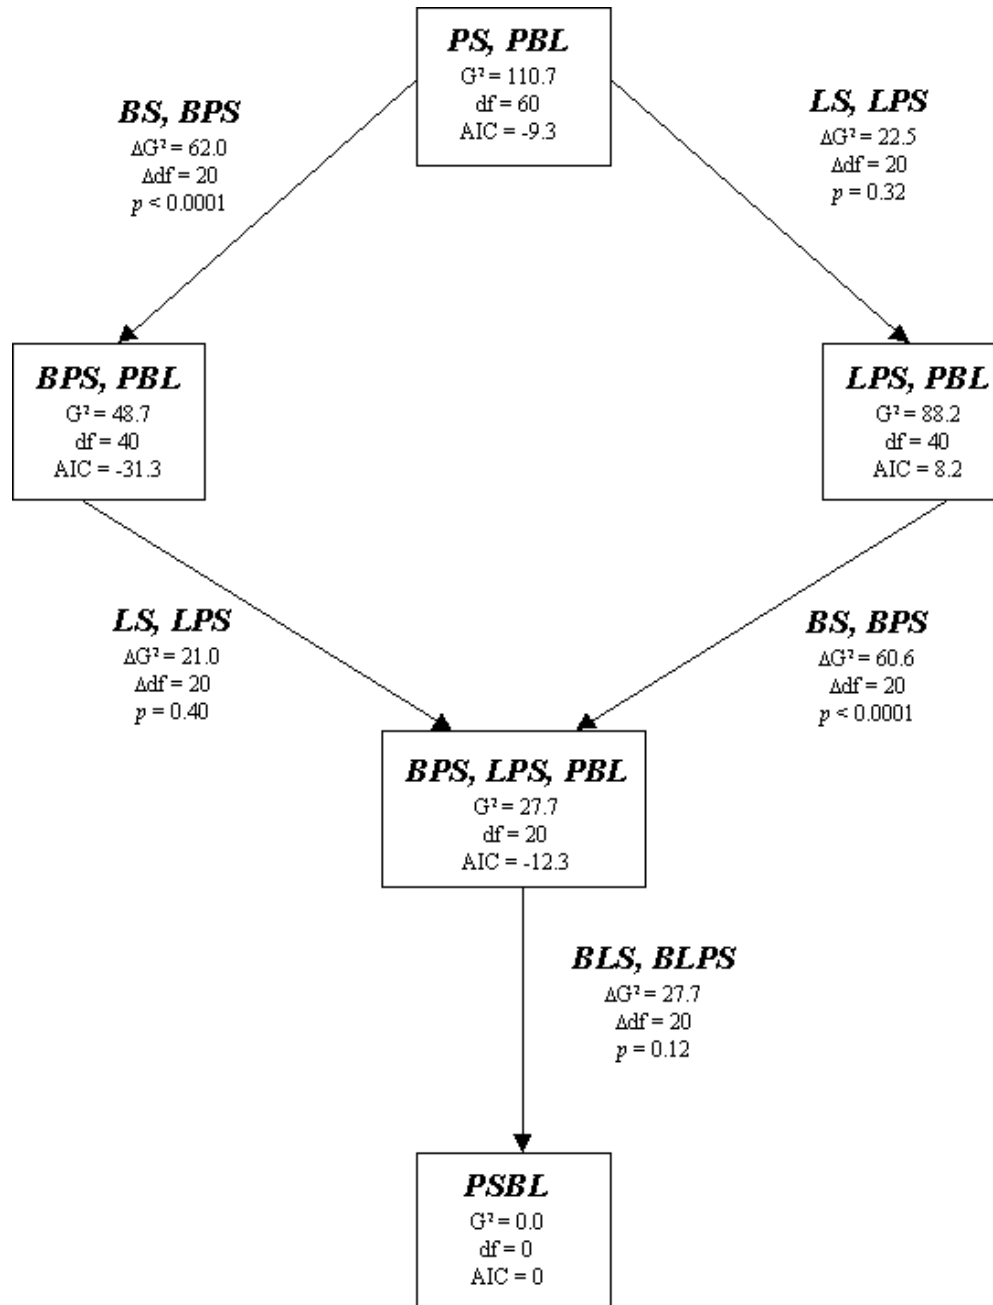 PS, PBL
G² = 110.7
df = 60
AIC = -9.3
BS, BPS
ΔG² = 62.0
Δdf = 20
p < 0.0001
LS, LPS
ΔG² = 22.5
Δdf = 20
p = 0.32
BPS, PBL
G² = 48.7
df = 40
AIC = -31.3
LPS, PBL
G² = 88.2
df = 40
AIC = 8.2
LS, LPS
ΔG² = 21.0
Δdf = 20
p = 0.40
BS, BPS
ΔG² = 60.6
Δdf = 20
p < 0.0001
BPS, LPS, PBL
G² = 27.7
df = 20
AIC = -12.3
BLS, BLPS
ΔG² = 27.7
Δdf = 20
p = 0.12
PSBL
G² = 0.0
df = 0
AIC = 0